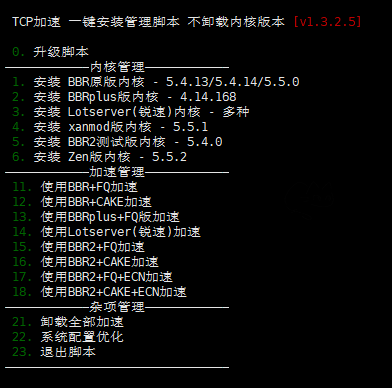 TCP加速 一键安装管理脚本 不卸载内核版本 [v1.3.2.5]
0. 升级脚本
————————————内核管理————————————
1. 安装 BBR原版内核 - 5.4.13/5.4.14/5.5.0
2. 安装 BBRplus版内核 - 4.14.168
3. 安装 Lotserver(锐速)内核 - 多种
4. 安装 xanmod版内核 - 5.5.1
5. 安装 BBR2测试版内核 - 5.4.0
6. 安装 Zen版内核 - 5.5.2
————————————加速管理————————————
11. 使用BBR+FQ加速
12. 使用BBR+CAKE加速
13. 使用BBRplus+FQ版加速
14. 使用Lotserver(锐速)加速
15. 使用BBR2+FQ加速
16. 使用BBR2+CAKE加速
17. 使用BBR2+FQ+ECN加速
18. 使用BBR2+CAKE+ECN加速
————————————杂项管理————————————
21. 卸载全部加速
22. 系统配置优化
23. 退出脚本
————————————————————————————————